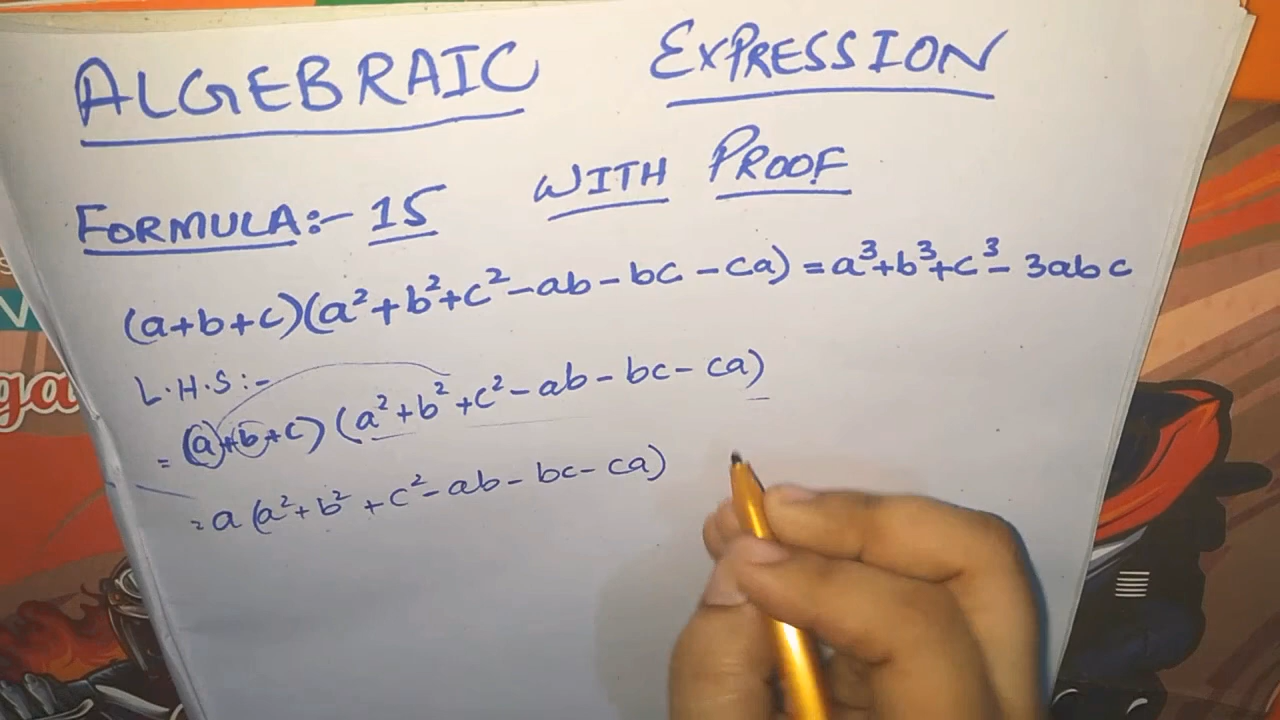 ALGEBRAIC EXPRESSION
WITH PROOF
FORMULA:- 15
(a+b+c)(a²+b²+c²-ab-bc-ca)=a³+b³+c³-3abc
L.H.S:-
=(a+b+c)(a²+b²+c²-ab-bc-ca)
=a(a²+b²+c²-ab-bc-ca)